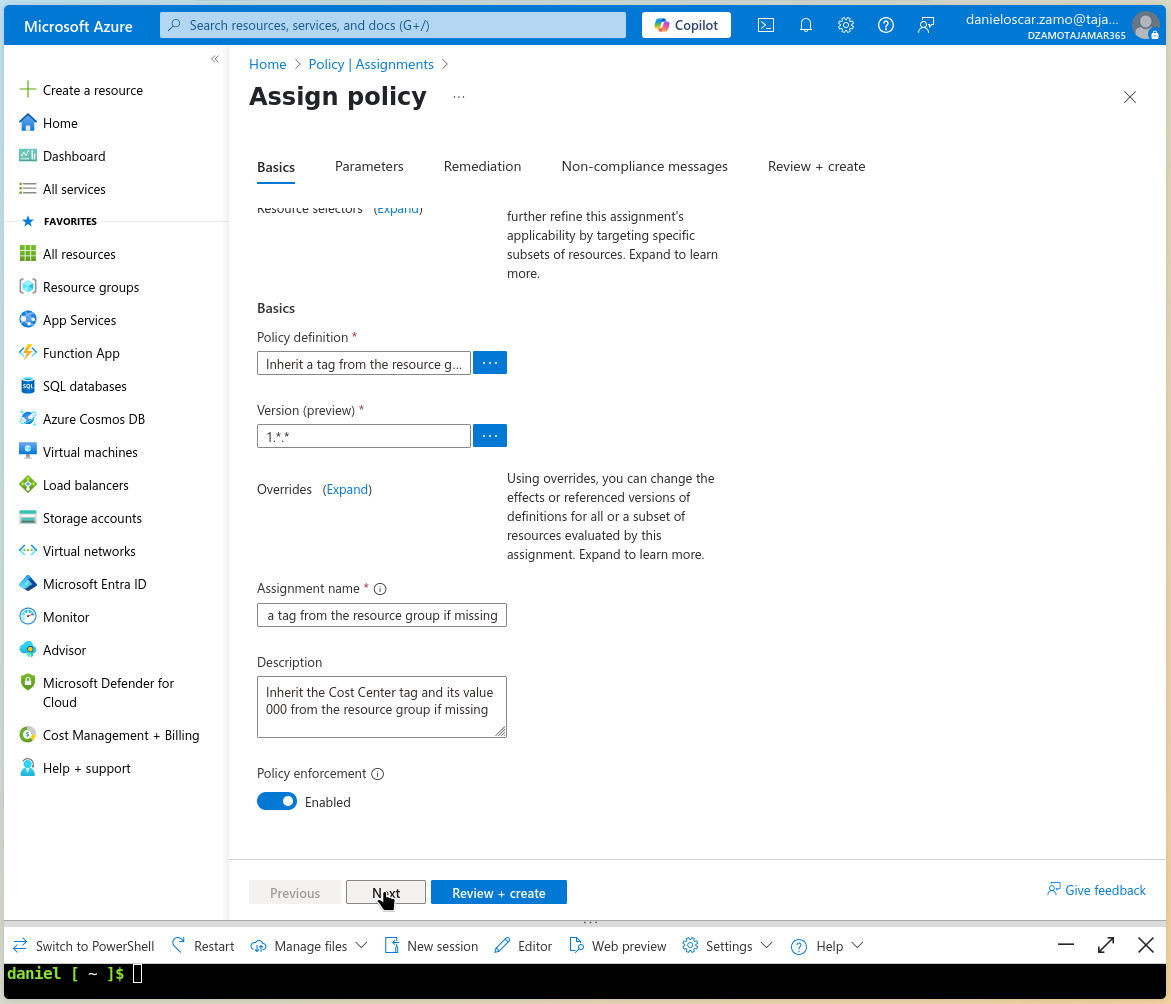 Microsoft Azure
Search resources, services, and docs (G+/)
Copilot
danieloscar.zamo@taja...
DZAMOTAJAMAR365
Create a resource
Home
Dashboard
All services
FAVORITES
All resources
Resource groups
App Services
Function App
SQL databases
Azure Cosmos DB
Virtual machines
Load balancers
Storage accounts
Virtual networks
Microsoft Entra ID
Monitor
Advisor
Microsoft Defender for
Cloud
Cost Management + Billing
Help + support
Home > Policy | Assignments >
Assign policy ...
Basics Parameters Remediation Non-compliance messages Review + create
Resource selectors (Expand)
further refine this assignment's
applicability by targeting specific
subsets of resources. Expand to learn
more.
Basics
Policy definition *
Inherit a tag from the resource g... ...
Version (preview) *
1.*.* ...
Overrides (Expand)
Using overrides, you can change the
effects or referenced versions of
definitions for all or a subset of
resources evaluated by this
assignment. Expand to learn more.
Assignment name *
a tag from the resource group if missing
Description
Inherit the Cost Center tag and its value
000 from the resource group if missing
Policy enforcement
Enabled
Previous Next Review + create
Give feedback
Switch to PowerShell Restart Manage files New session Editor Web preview Settings Help
daniel [ ~ ]$